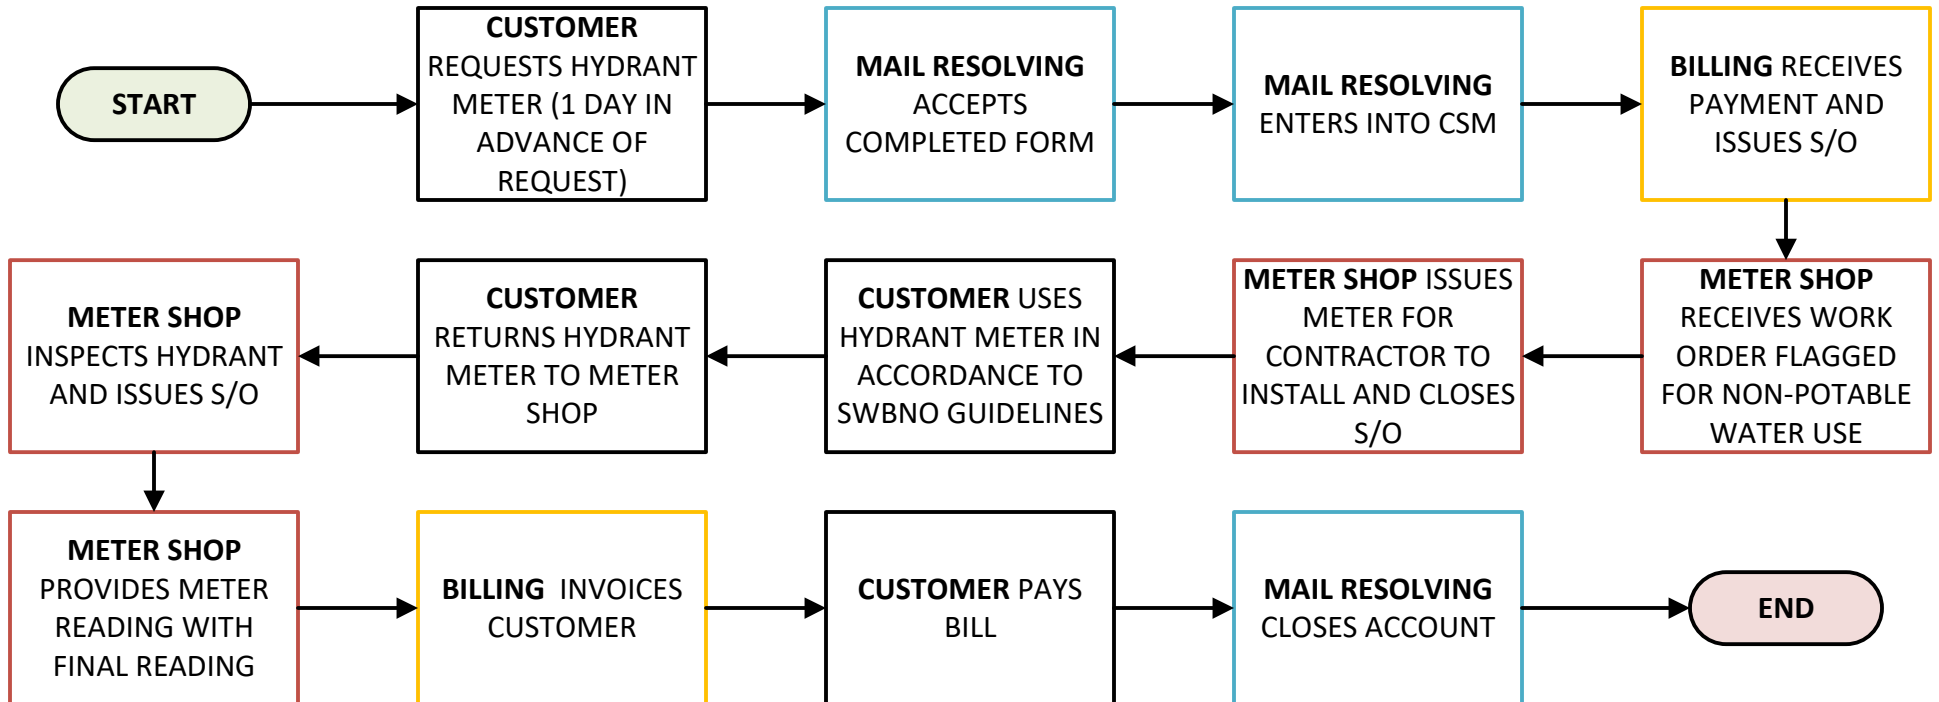 START
CUSTOMER
REQUESTS HYDRANT
METER (1 DAY IN
ADVANCE OF
REQUEST)
MAIL RESOLVING
ACCEPTS
COMPLETED FORM
MAIL RESOLVING
ENTERS INTO CSM
BILLING RECEIVES
PAYMENT AND
ISSUES S/O
METER SHOP
RECEIVES WORK
ORDER FLAGGED
FOR NON-POTABLE
WATER USE
METER SHOP ISSUES
METER FOR
CONTRACTOR TO
INSTALL AND CLOSES
S/O
CUSTOMER USES
HYDRANT METER IN
ACCORDANCE TO
SWBNO GUIDELINES
CUSTOMER
RETURNS HYDRANT
METER TO METER
SHOP
METER SHOP
INSPECTS HYDRANT
AND ISSUES S/O
METER SHOP
PROVIDES METER
READING WITH
FINAL READING
BILLING INVOICES
CUSTOMER
CUSTOMER PAYS
BILL
MAIL RESOLVING
CLOSES ACCOUNT
END